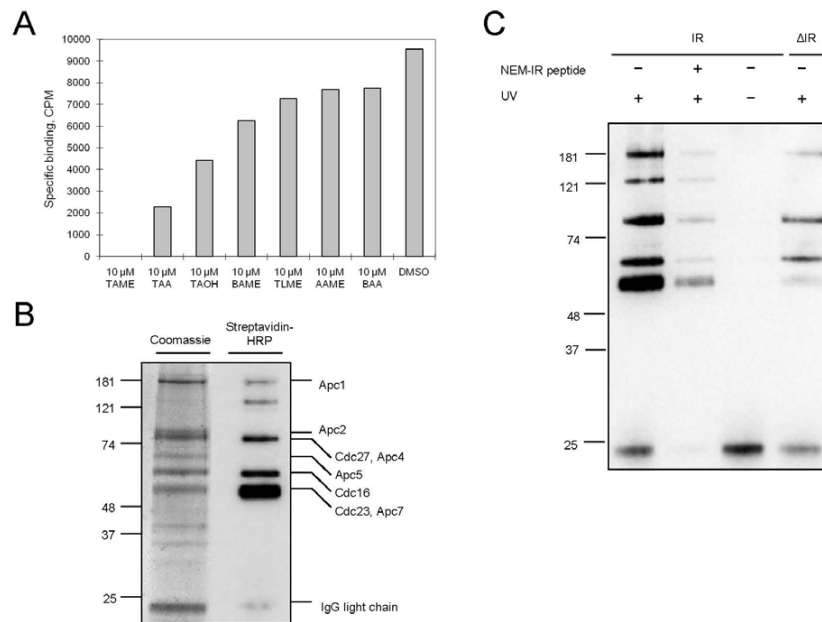 A
Specific binding, CPM
10000
9000
8000
7000
6000
5000
4000
3000
2000
1000
0
10 µM TAME
10 µM TAA
10 µM TAOH
10 µM BAME
10 µM TLME
10 µM AAME
10 µM BAA
DMSO
B
Coomassie
Streptavidin-
HRP
181
121
74
48
37
25
Apc1
Apc2
Cdc27, Apc4
Apc5
Cdc16
Cdc23, Apc7
IgG light chain
C
IR ΔIR
NEM-IR peptide – + – –
UV + + – +
181
121
74
48
37
25